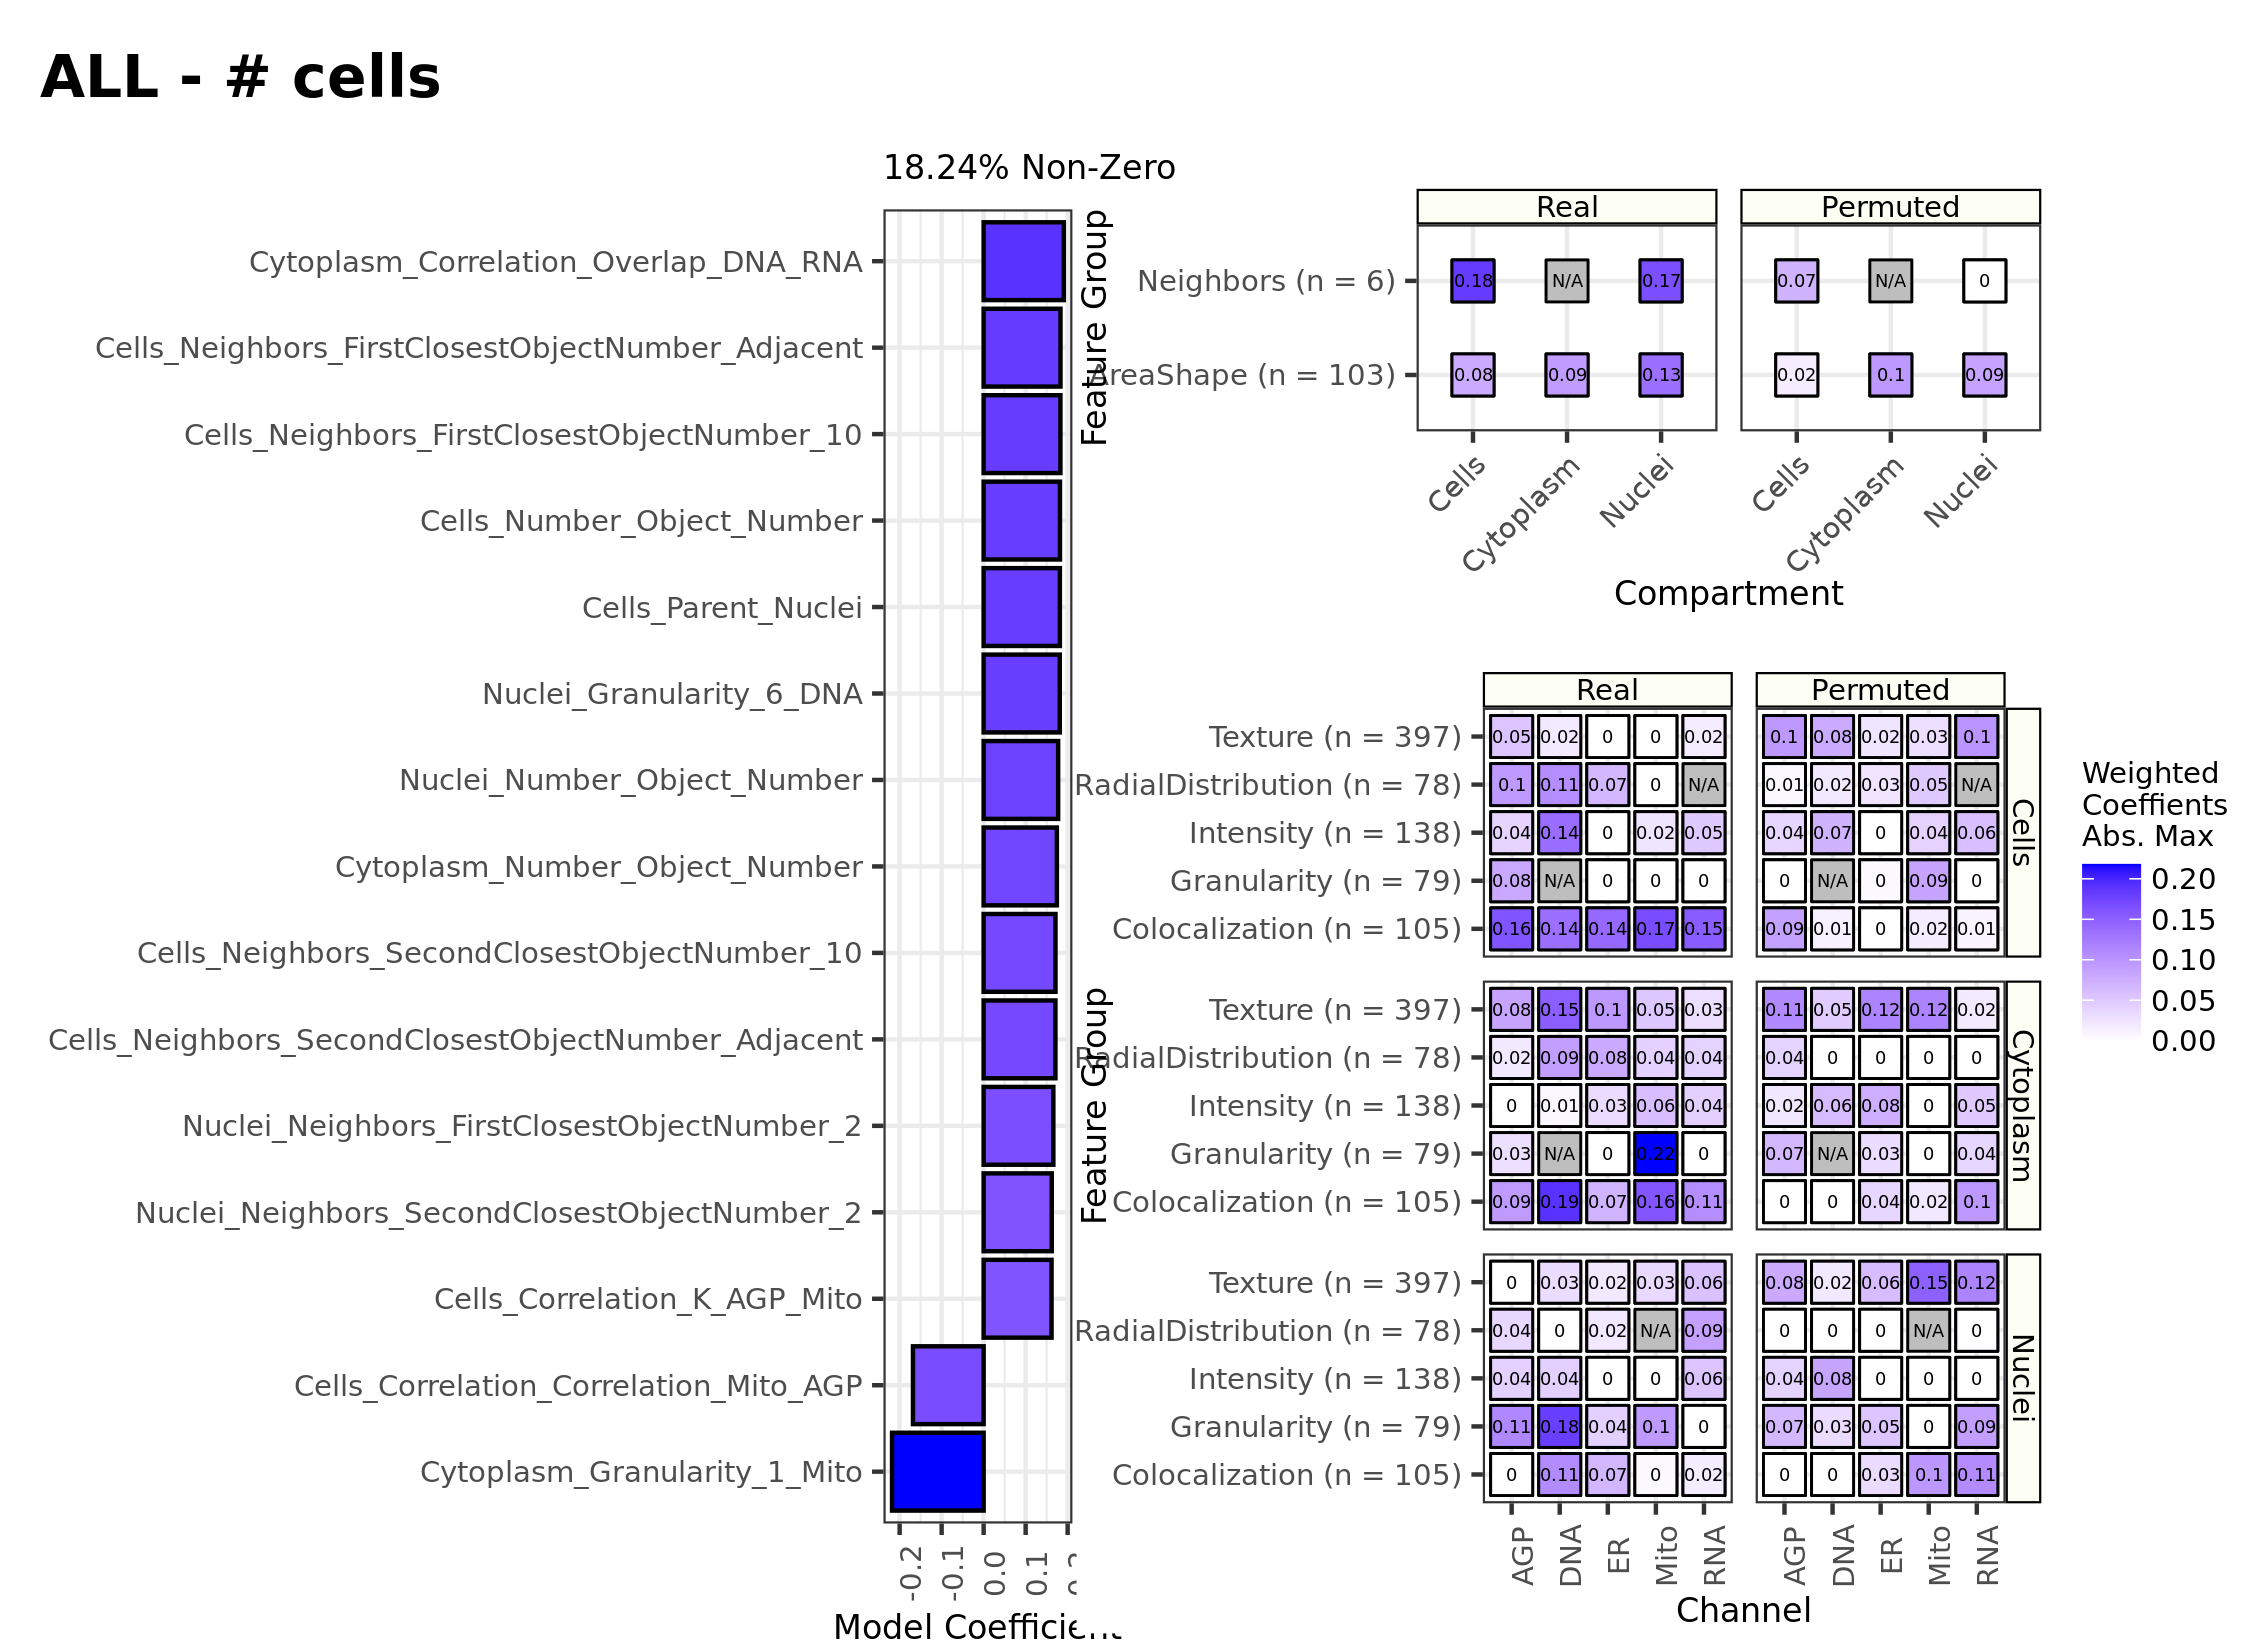 ALL - # cells
18.24% Non-Zero
Cytoplasm_Correlation_Overlap_DNA_RNA
Cells_Neighbors_FirstClosestObjectNumber_Adjacent
Cells_Neighbors_FirstClosestObjectNumber_10
Cells_Number_Object_Number
Cells_Parent_Nuclei
Nuclei_Granularity_6_DNA
Nuclei_Number_Object_Number
Cytoplasm_Number_Object_Number
Cells_Neighbors_SecondClosestObjectNumber_10
Cells_Neighbors_SecondClosestObjectNumber_Adjacent
Nuclei_Neighbors_FirstClosestObjectNumber_2
Nuclei_Neighbors_SecondClosestObjectNumber_2
Cells_Correlation_K_AGP_Mito
Cells_Correlation_Correlation_Mito_AGP
Cytoplasm_Granularity_1_Mito
-0.2 -0.1 0.0 0.1
Model
Feature Group
Real Permuted
Neighbors (n = 6) 0.18 N/A 0.17 0.07 N/A 0
AreaShape (n = 103) 0.08 0.09 0.13 0.02 0.1 0.09
Cells Cytoplasm Nuclei Cells Cytoplasm Nuclei
Compartment
Feature Group
Real Permuted
Texture (n = 397) 0.05 0.02 0 0 0.02 0.1 0.08 0.02 0.03 0.1
RadialDistribution (n = 78) 0.1 0.11 0.07 0 N/A 0.01 0.02 0.03 0.05 N/A
Intensity (n = 138) 0.04 0.14 0 0.02 0.05 0.04 0.07 0 0.04 0.06
Granularity (n = 79) 0.08 N/A 0 0 0 0 N/A 0 0.09 0
Colocalization (n = 105) 0.16 0.14 0.14 0.17 0.15 0.09 0.01 0 0.02 0.01
Cells
Texture (n = 397) 0.08 0.15 0.1 0.05 0.03 0.11 0.05 0.12 0.12 0.02
RadialDistribution (n = 78) 0.02 0.09 0.08 0.04 0.04 0.04 0 0 0 0
Intensity (n = 138) 0 0.01 0.03 0.06 0.04 0.02 0.06 0.08 0 0.05
Granularity (n = 79) 0.03 N/A 0 0.22 0 0.07 N/A 0.03 0 0.04
Colocalization (n = 105) 0.09 0.19 0.07 0.16 0.11 0 0 0.04 0.02 0.1
Cytoplasm
Texture (n = 397) 0 0.03 0.02 0.03 0.06 0.08 0.02 0.06 0.15 0.12
RadialDistribution (n = 78) 0.04 0 0.02 N/A 0.09 0 0 0 N/A 0
Intensity (n = 138) 0.04 0.04 0 0 0.06 0.04 0.08 0 0 0
Granularity (n = 79) 0.11 0.18 0.04 0.1 0 0.07 0.03 0.05 0 0.09
Colocalization (n = 105) 0 0.11 0.07 0 0.02 0 0 0.03 0.1 0.11
Nuclei
AGP DNA ER Mito RNA AGP DNA ER Mito RNA
Channel
Weighted
Coeffients
Abs. Max
0.20
0.15
0.10
0.05
0.00